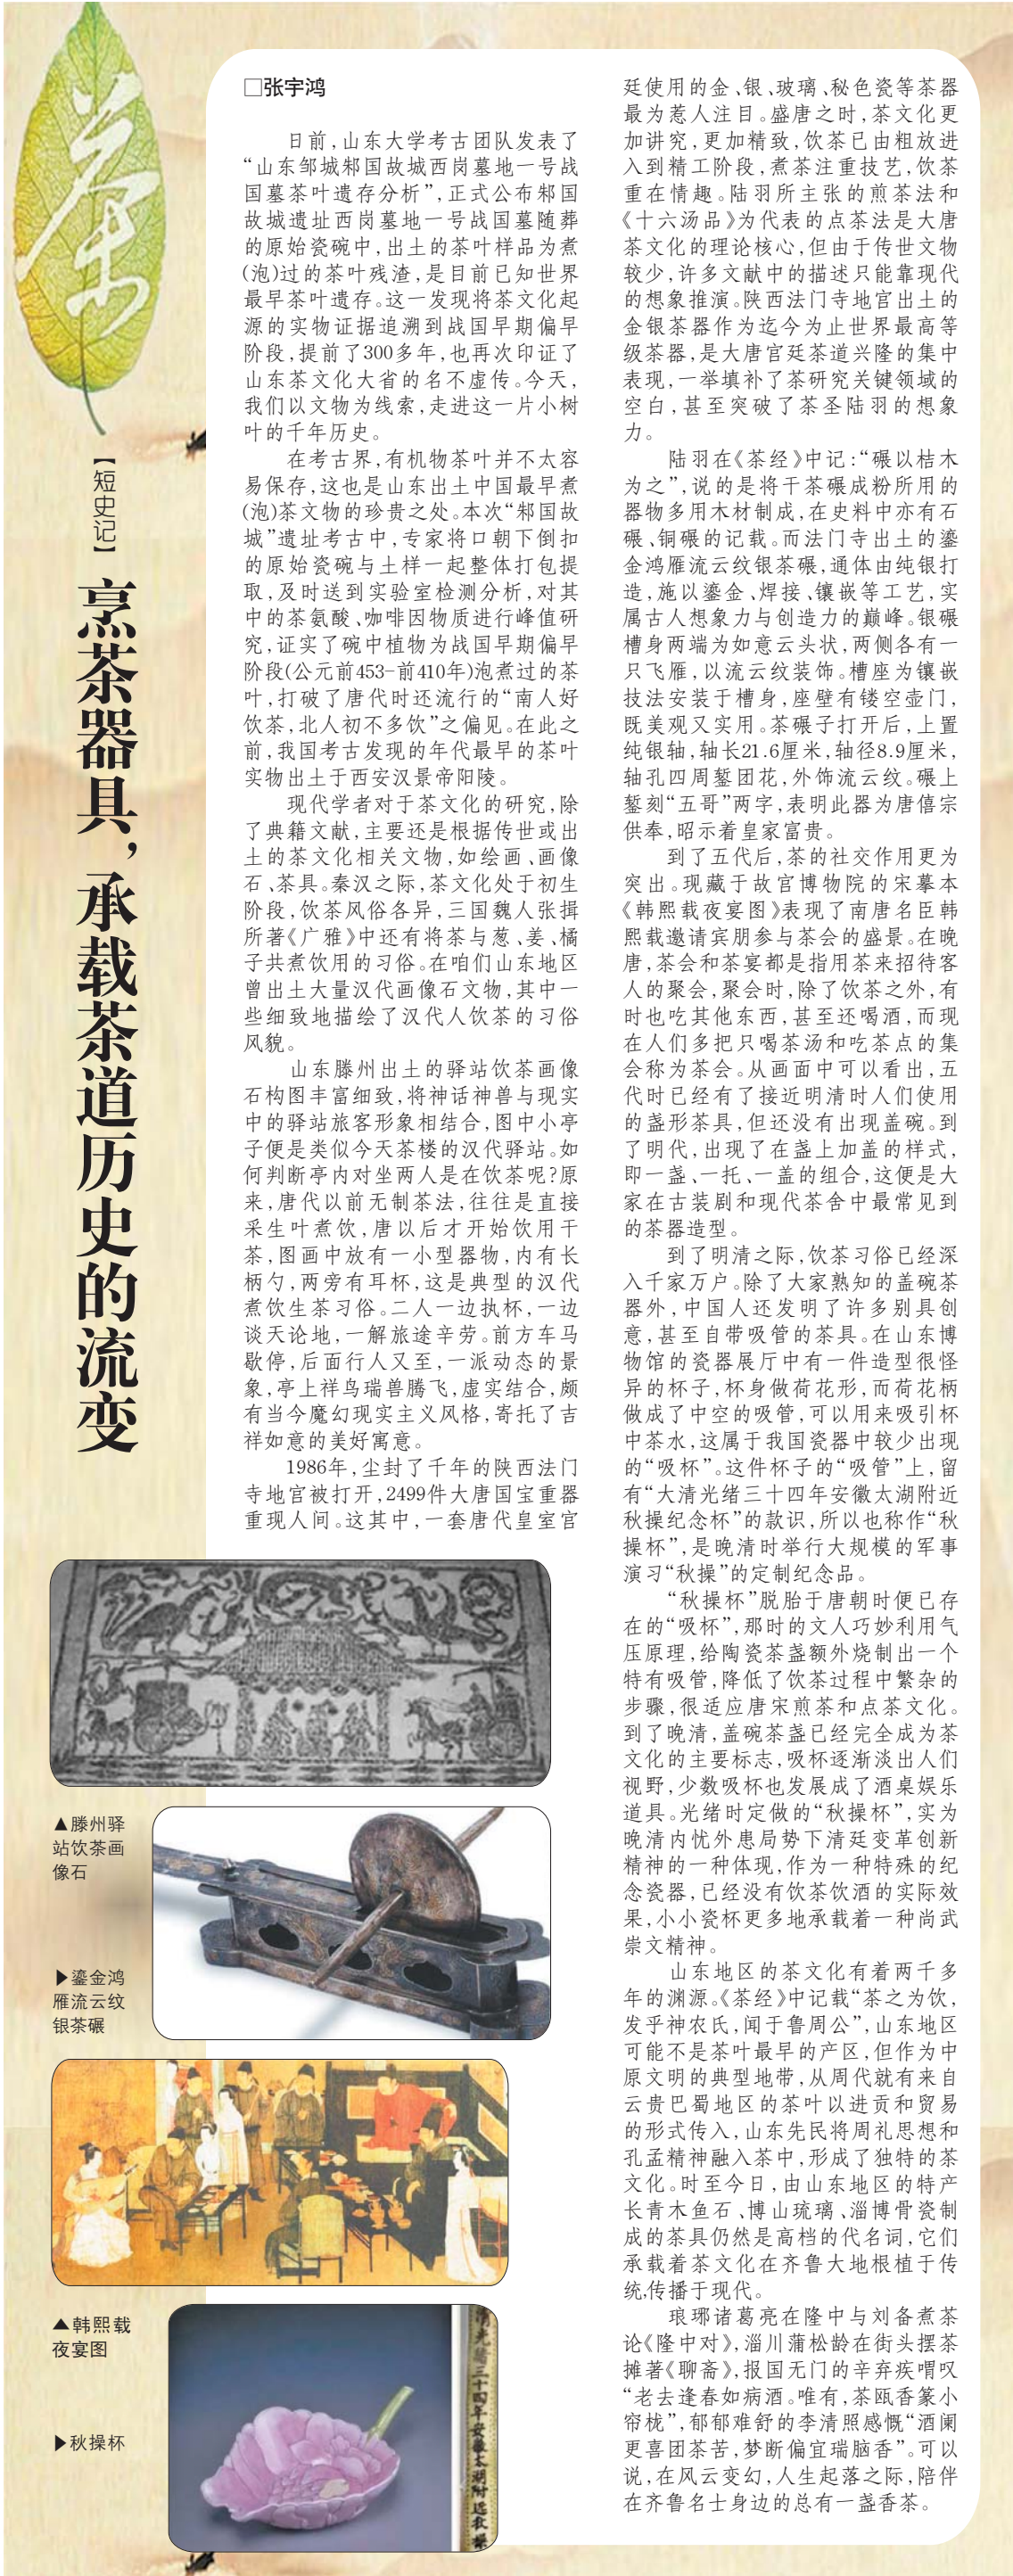 茶
【短史记】
烹茶器具，承载茶道历史的流变
□张宇鸿
日前，山东大学考古团队发表了
“山东邹城邾国故城西岗墓地一号战
国墓茶叶遗存分析”，正式公布邾国
故城遗址西岗墓地一号战国墓随葬
的原始瓷碗中，出土的茶叶样品为煮
(泡)过的茶叶残渣，是目前已知世界
最早茶叶遗存。这一发现将茶文化起
源的实物证据追溯到战国早期偏早
阶段，提前了300多年，也再次印证了
山东茶文化大省的名不虚传。今天，
我们以文物为线索，走进这一片小树
叶的千年历史。
在考古界，有机物茶叶并不太容
易保存，这也是山东出土中国最早煮
(泡)茶文物的珍贵之处。本次“邾国故
城”遗址考古中，专家将口朝下倒扣
的原始瓷碗与土样一起整体打包提
取，及时送到实验室检测分析，对其
中的茶氨酸、咖啡因物质进行峰值研
究，证实了碗中植物为战国早期偏早
阶段(公元前453-前410年)泡煮过的茶
叶，打破了唐代时还流行的“南人好
饮茶，北人初不多饮”之偏见。在此之
前，我国考古发现的年代最早的茶叶
实物出土于西安汉景帝阳陵。
现代学者对于茶文化的研究，除
了典籍文献，主要还是根据传世或出
土的茶文化相关文物，如绘画、画像
石、茶具。秦汉之际，茶文化处于初生
阶段，饮茶风俗各异，三国魏人张揖
所著《广雅》中还有将茶与葱、姜、橘
子共煮饮用的习俗。在咱们山东地区
曾出土大量汉代画像石文物，其中一
些细致地描绘了汉代人饮茶的习俗
风貌。
山东滕州出土的驿站饮茶画像
石构图丰富细致，将神话神兽与现实
中的驿站旅客形象相结合，图中小亭
子便是类似今天茶楼的汉代驿站。如
何判断亭内对坐两人是在饮茶呢？原
来，唐代以前无制茶法，往往是直接
采生叶煮饮，唐以后才开始饮用干
茶，图画中放有一小型器物，内有长
柄勺，两旁有耳杯，这是典型的汉代
煮饮生茶习俗。二人一边执杯，一边
谈天论地，一解旅途辛劳。前方车马
歇停，后面行人又至，一派动态的景
象，亭上祥鸟瑞兽腾飞，虚实结合，颇
有当今魔幻现实主义风格，寄托了吉
祥如意的美好寓意。
1986年，尘封了千年的陕西法门
寺地宫被打开，2499件大唐国宝重器
重现人间。这其中，一套唐代皇室宫
廷使用的金、银、玻璃、秘色瓷等茶器
最为惹人注目。盛唐之时，茶文化更
加讲究，更加精致，饮茶已由粗放进
入到精工阶段，煮茶注重技艺，饮茶
重在情趣。陆羽所主张的煎茶法和
《十六汤品》为代表的点茶法是大唐
茶文化的理论核心，但由于传世文物
较少，许多文献中的描述只能靠现代
的想象推演。陕西法门寺地宫出土的
金银茶器作为迄今为止世界最高等
级茶器，是大唐宫廷茶道兴隆的集中
表现，一举填补了茶研究关键领域的
空白，甚至突破了茶圣陆羽的想象
力。
陆羽在《茶经》中记：“碾以桔木
为之”，说的是将干茶碾成粉所用的
器物多用木材制成，在史料中亦有石
碾、铜碾的记载。而法门寺出土的鎏
金鸿雁流云纹银茶碾，通体由纯银打
造，施以鎏金、焊接、镶嵌等工艺，实
属古人想象力与创造力的巅峰。银碾
槽身两端为如意云头状，两侧各有一
只飞雁，以流云纹装饰。槽座为镶嵌
技法安装于槽身，座壁有镂空壶门，
既美观又实用。茶碾子打开后，上置
纯银轴，轴长21.6厘米，轴径8.9厘米，
轴孔四周錾团花，外饰流云纹。碾上
錾刻“五哥”两字，表明此器为唐僖宗
供奉，昭示着皇家富贵。
到了五代后，茶的社交作用更为
突出。现藏于故宫博物院的宋摹本
《韩熙载夜宴图》表现了南唐名臣韩
熙载邀请宾朋参与茶会的盛景。在晚
唐，茶会和茶宴都是指用茶来招待客
人的聚会，聚会时，除了饮茶之外，有
时也吃其他东西，甚至还喝酒，而现
在人们多把只喝茶汤和吃茶点的集
会称为茶会。从画面中可以看出，五
代时已经有了接近明清时人们使用
的盏形茶具，但还没有出现盖碗。到
了明代，出现了在盏上加盖的样式，
即一盏、一托、一盖的组合，这便是大
家在古装剧和现代茶舍中最常见到
的茶器造型。
到了明清之际，饮茶习俗已经深
入千家万户。除了大家熟知的盖碗茶
器外，中国人还发明了许多别具创
意，甚至自带吸管的茶具。在山东博
物馆的瓷器展厅中有一件造型很怪
异的杯子，杯身做荷花形，而荷花柄
做成了中空的吸管，可以用来吸引杯
中茶水，这属于我国瓷器中较少出现
的“吸杯”。这件杯子的“吸管”上，留
有“大清光绪三十四年安徽太湖附近
秋操纪念杯”的款识，所以也称作“秋
操杯”，是晚清时举行大规模的军事
演习“秋操”的定制纪念品。
“秋操杯”脱胎于唐朝时便已存
在的“吸杯”，那时的文人巧妙利用气
压原理，给陶瓷茶盏额外烧制出一个
特有吸管，降低了饮茶过程中繁杂的
步骤，很适应唐宋煎茶和点茶文化。
到了晚清，盖碗茶盏已经完全成为茶
文化的主要标志，吸杯逐渐淡出人们
视野，少数吸杯也发展成了酒桌娱乐
道具。光绪时定做的“秋操杯”，实为
晚清内忧外患局势下清廷变革创新
精神的一种体现，作为一种特殊的纪
念瓷器，已经没有饮茶饮酒的实际效
果，小小瓷杯更多地承载着一种尚武
崇文精神。
山东地区的茶文化有着两千多
年的渊源。《茶经》中记载“茶之为饮，
发乎神农氏，闻于鲁周公”，山东地区
可能不是茶叶最早的产区，但作为中
原文明的典型地带，从周代就有来自
云贵巴蜀地区的茶叶以进贡和贸易
的形式传入，山东先民将周礼思想和
孔孟精神融入茶中，形成了独特的茶
文化。时至今日，由山东地区的特产
长青木鱼石、博山琉璃、淄博骨瓷制
成的茶具仍然是高档的代名词，它们
承载着茶文化在齐鲁大地根植于传
统，传播于现代。
琅琊诸葛亮在隆中与刘备煮茶
论《隆中对》，淄川蒲松龄在街头摆茶
摊著《聊斋》，报国无门的辛弃疾喟叹
“老去逢春如病酒。唯有，茶瓯香篆小
帘栊”，郁郁难舒的李清照感慨“酒阑
更喜团茶苦，梦断偏宜瑞脑香”。可以
说，在风云变幻，人生起落之际，陪伴
在齐鲁名士身边的总有一盏香茶。
▲滕州驿
站饮茶画
像石
▶鎏金鸿
雁流云纹
银茶碾
▲韩熙载
夜宴图
▶秋操杯
清光绪三十四年安徽太湖附近秋操